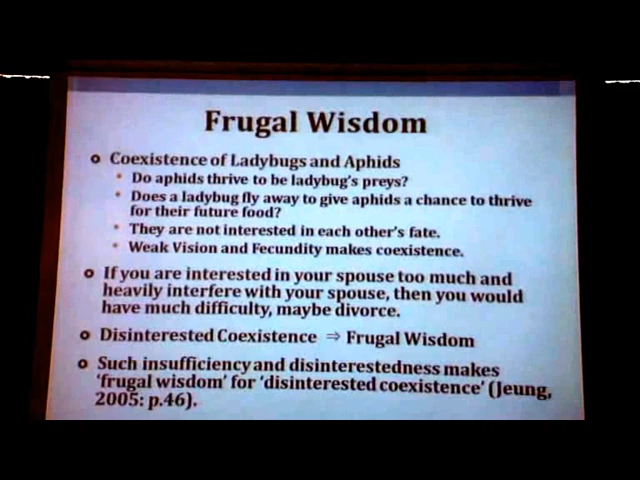 Frugal Wisdom
Coexistence of Ladybugs and Aphids
Do aphids thrive to be ladybug's preys?
Does a ladybug fly away to give aphids a chance to thrive
for their future food?
They are not interested in each other's fate.
Weak Vision and Fecundity makes coexistence.
If you are interested in your spouse too much and
heavily interfere with your spouse, then you would
have much difficulty, maybe divorce.
Disinterested Coexistence ⇒ Frugal Wisdom
Such insufficiency and disinterestedness makes
'frugal wisdom' for 'disinterested coexistence' (Jeung,
2005: p.46).